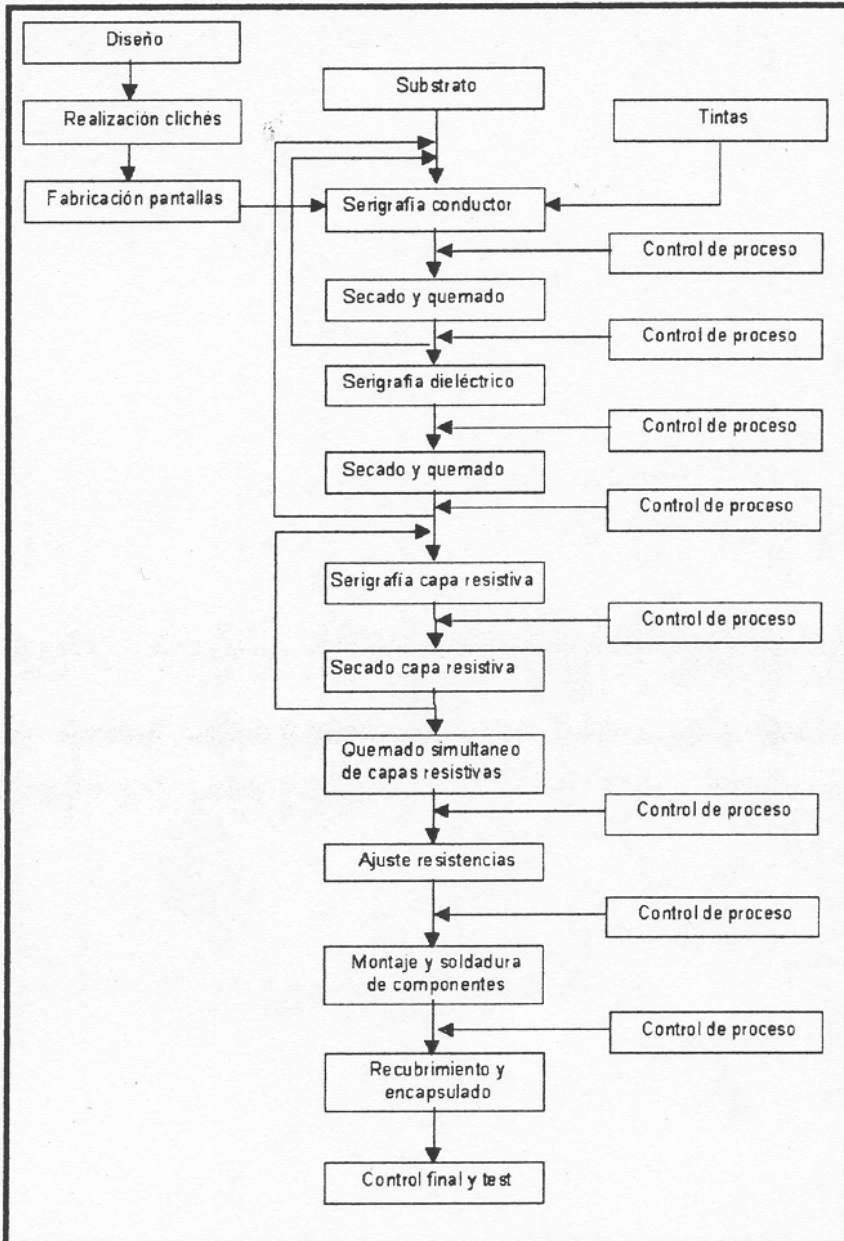 Diseño
Substrato
Realización clichés
Tintas
Fabricación pantallas
Serigrafía conductor
Control de proceso
Secado y quemado
Control de proceso
Serigrafía dieléctrico
Control de proceso
Secado y quemado
Control de proceso
Serigrafía capa resistiva
Control de proceso
Secado capa resistiva
Quemado simultaneo
de capas resistivas
Control de proceso
Ajuste resistencias
Control de proceso
Montaje y soldadura
de componentes
Control de proceso
Recubrimiento y
encapsulado
Control final y test